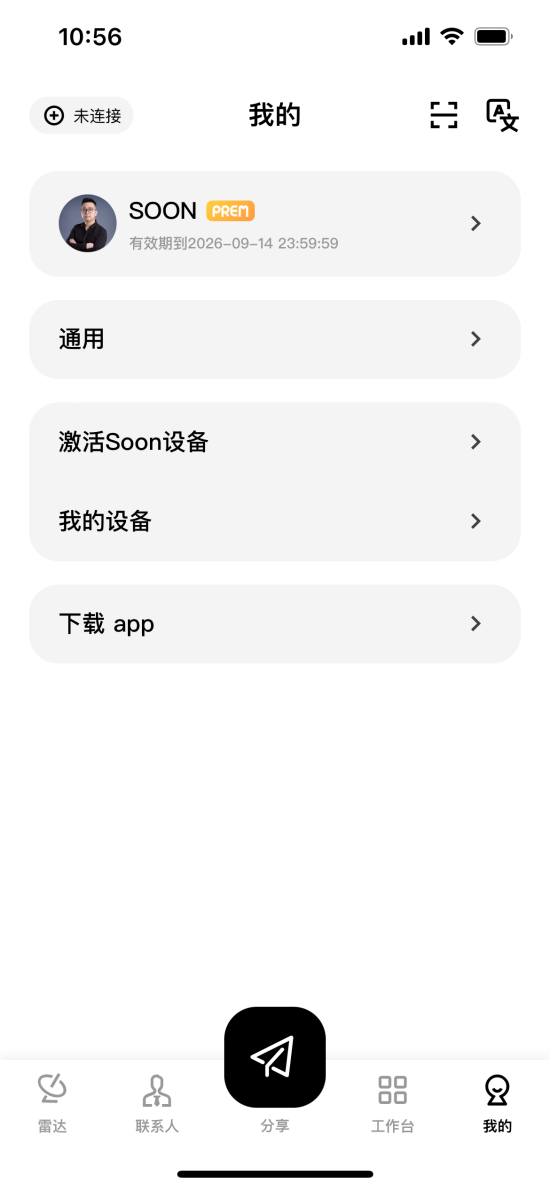 10:56
未连接
我的
SOON PREM
有效期到2026-09-14 23:59:59
通用
激活Soon设备
我的设备
下载 app
雷达
联系人
分享
工作台
我的